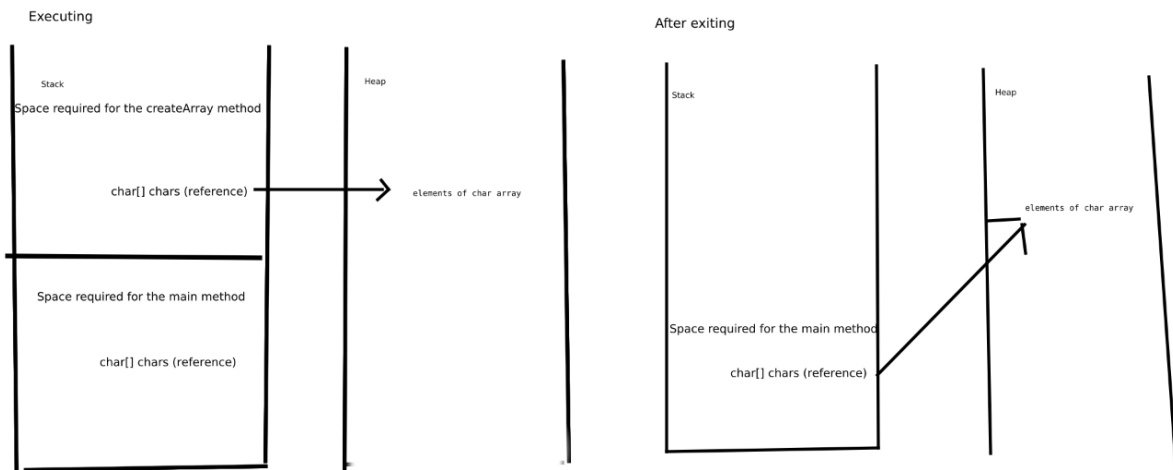 Executing
Stack
Space required for the createArray method
char[] chars (reference)
Space required for the main method
char[] chars (reference)
Heap
elements of char array
After exiting
Stack
Space required for the main method
char[] chars (reference)
Heap
elements of char array